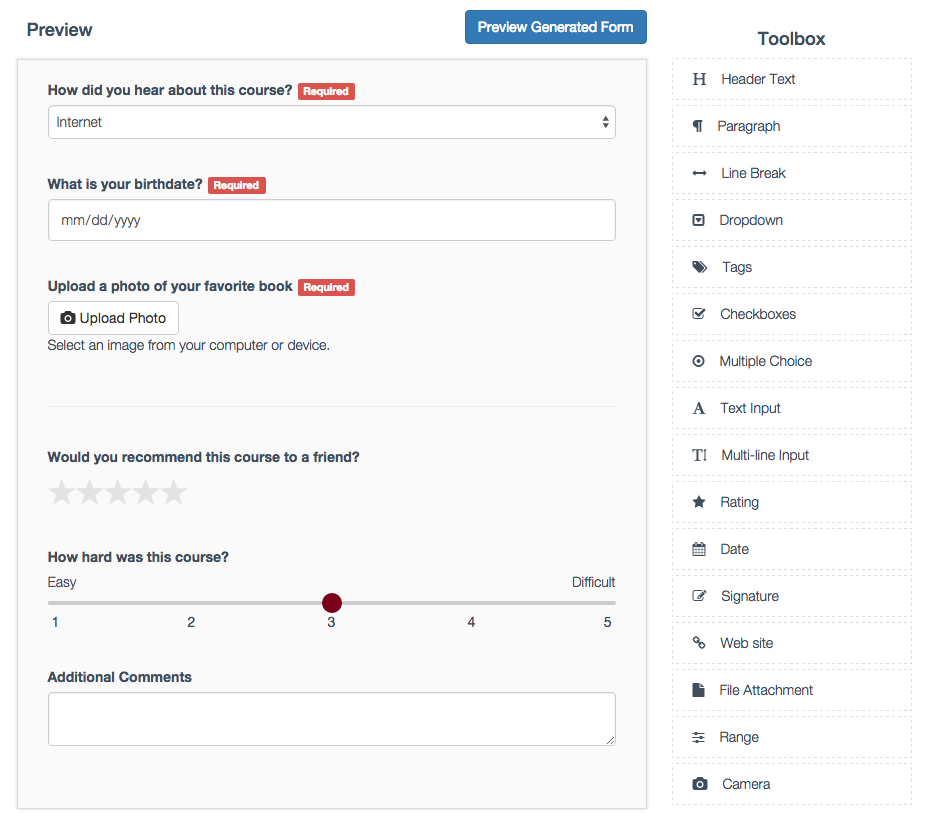 Preview
Preview Generated Form
How did you hear about this course? Required
Internet
What is your birthdate? Required
mm/dd/yyyy
Upload a photo of your favorite book Required
Upload Photo
Select an image from your computer or device.
Would you recommend this course to a friend?
How hard was this course?
Easy Difficult
1 2 3 4 5
Additional Comments
Toolbox
Header Text
Paragraph
Line Break
Dropdown
Tags
Checkboxes
Multiple Choice
Text Input
Multi-line Input
Rating
Date
Signature
Web site
File Attachment
Range
Camera